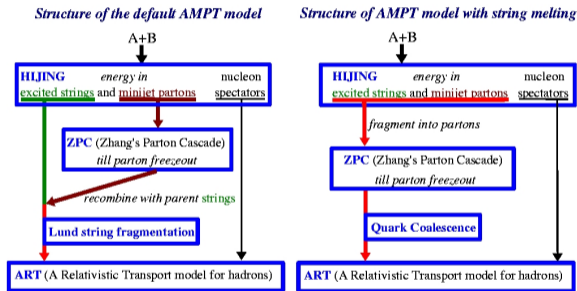 Structure of the default AMPT model
A+B
HIJING energy in nucleon
excited strings and minijet partons spectators
ZPC (Zhang's Parton Cascade)
till parton freezeout
recombine with parent strings
Lund string fragmentation
ART (A Relativistic Transport model for hadrons)
Structure of AMPT model with string melting
A+B
HIJING energy in nucleon
excited strings and minijet partons spectators
fragment into partons
ZPC (Zhang's Parton Cascade)
till parton freezeout
Quark Coalescence
ART (A Relativistic Transport model for hadrons)